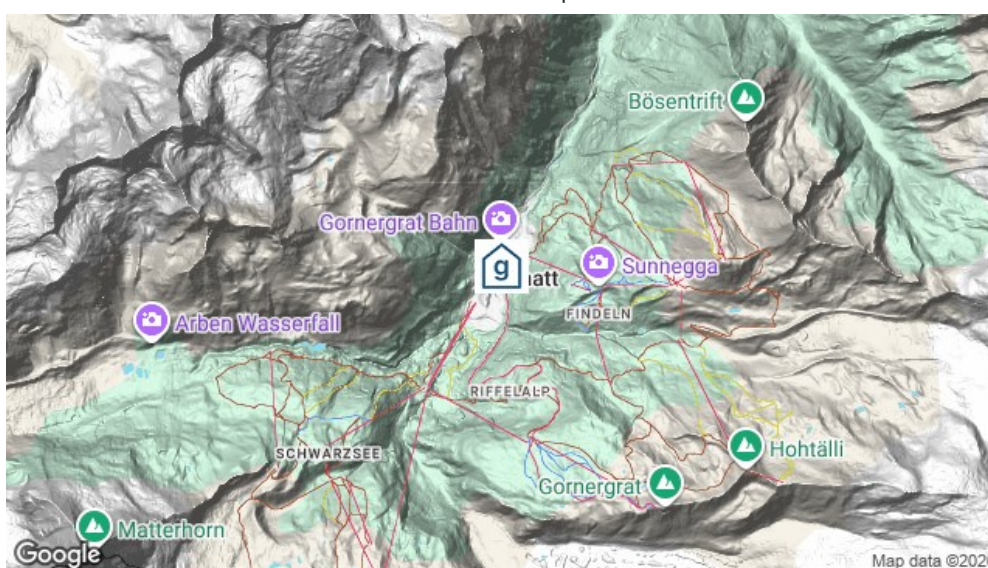 Bösentrift
Gornergrat Bahn
g
Sunnegga
att
FINDELN
Arben Wasserfall
RIFFELALP
SCHWARZSEE
Hohtälli
Gornergrat
Matterhorn
Google
Map data ©202